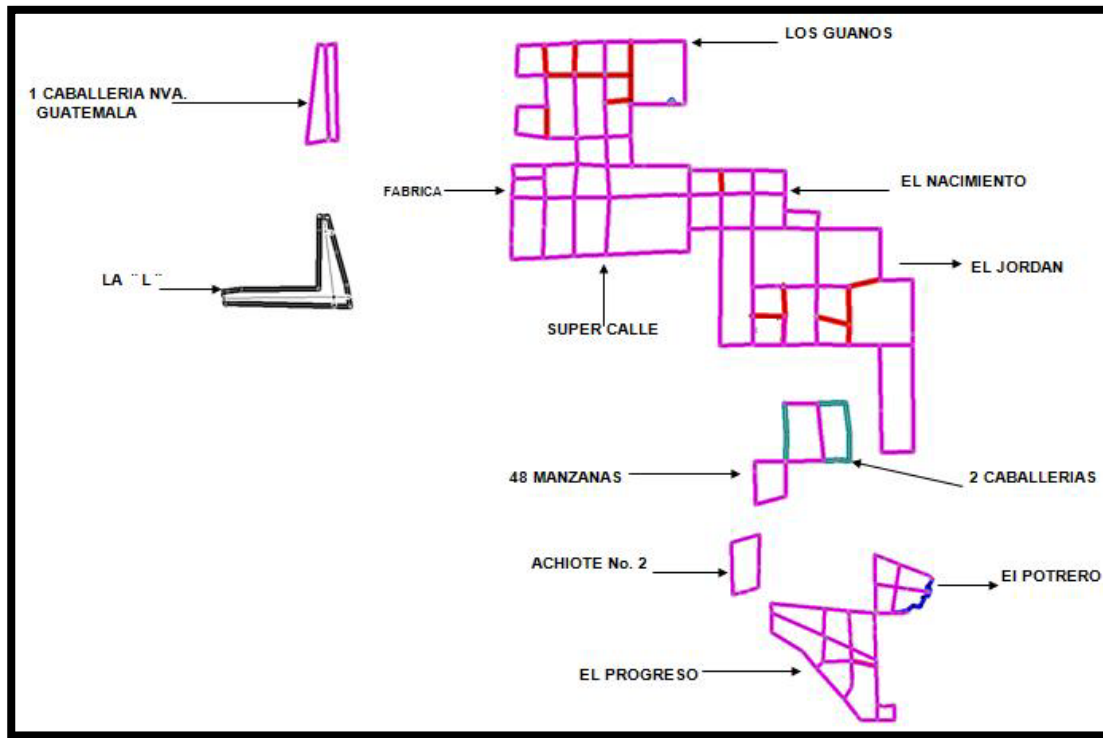 LOS GUANOS
1 CABALLERIA NVA.
GUATEMALA
FABRICA
EL NACIMIENTO
EL JORDAN
LA ¨ L¨
SUPER CALLE
48 MANZANAS
2 CABALLERIAS
ACHIOTE No. 2
El POTRERO
EL PROGRESO